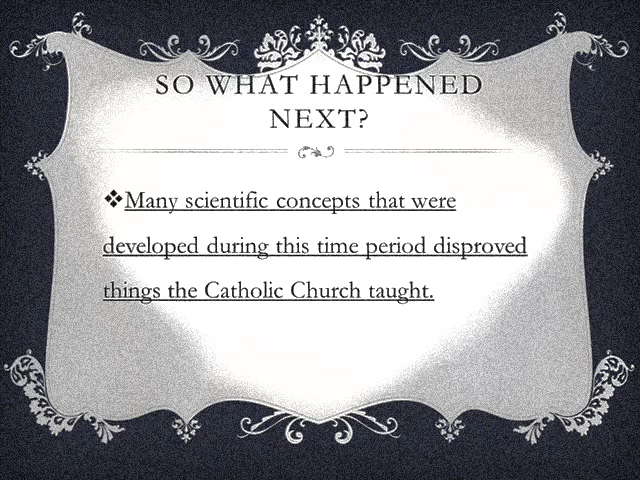 SO WHAT HAPPENED
NEXT?
❖Many scientific concepts that were
developed during this time period disproved
things the Catholic Church taught.